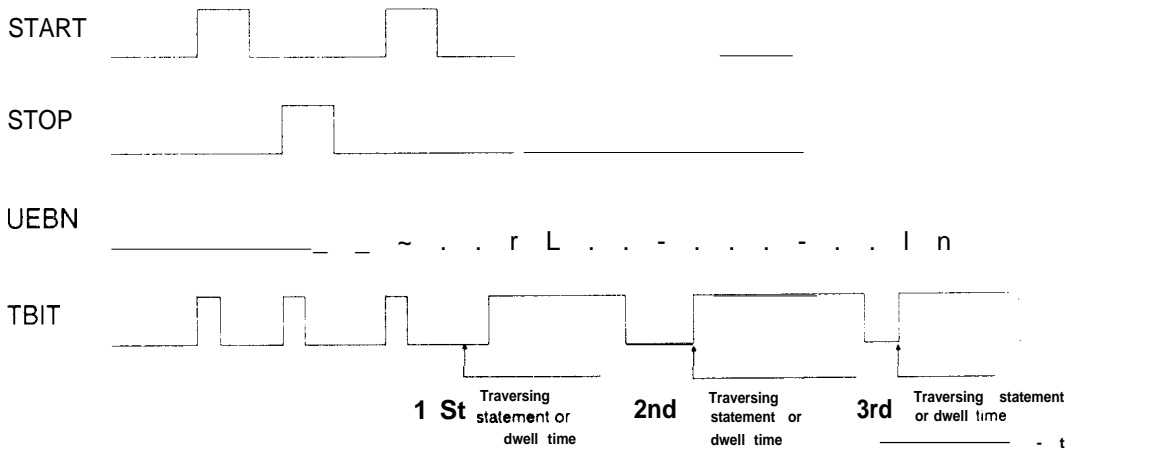 START
STOP
UEBN
_ _ ~ . . r L . . - . . . - . . l n
TBIT
1 St Traversing statement or dwell time
2nd Traversing statement or dwell time
3rd Traversing statement or dwell time
- t